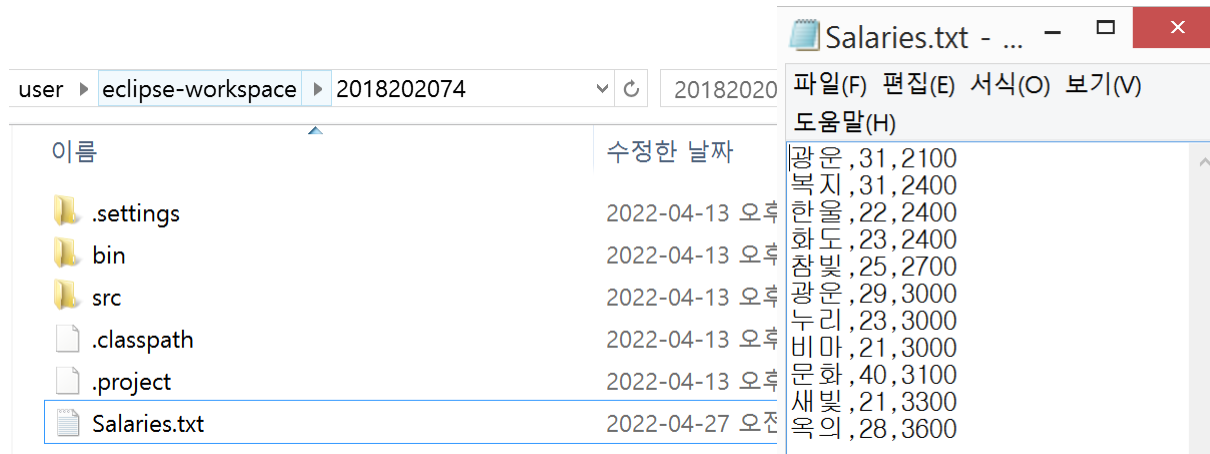 user eclipse-workspace 2018202074
20182020
이름 수정한 날짜
.settings 2022-04-13 오후
bin 2022-04-13 오후
src 2022-04-13 오후
.classpath 2022-04-13 오후
.project 2022-04-13 오후
Salaries.txt 2022-04-27 오전
Salaries.txt - ...
파일(F) 편집(E) 서식(O) 보기(V)
도움말(H)
광운,31,2100
복지,31,2400
한울,22,2400
화도,23,2400
참빛,25,2700
광운,29,3000
누리,23,3000
비마,21,3000
문화,40,3100
새빛,21,3300
옥의,28,3600